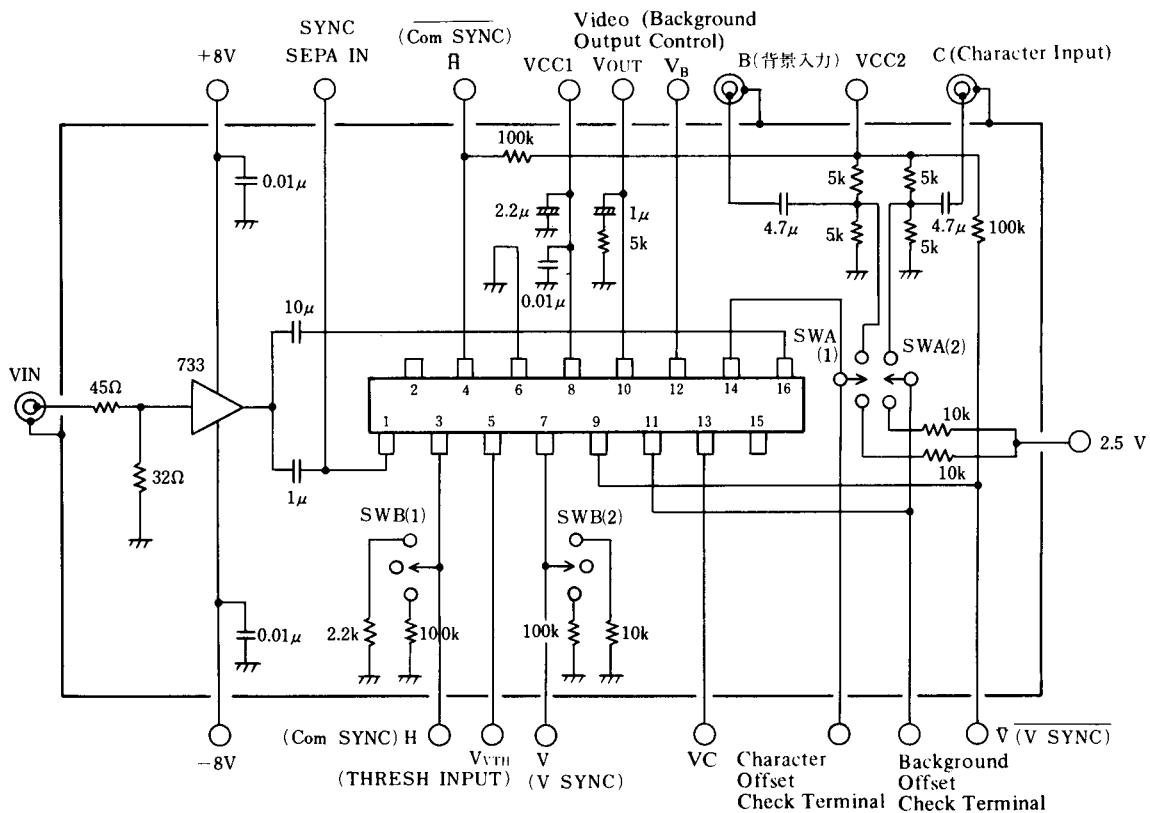 Video (Background
Output Control)
SYNC
SEPA IN
(Com SYNC)
H̄
+8V
VCC1
VOUT
VB
B(背景入力)
VCC2
C (Character Input)
100k
0.01μ
2.2μ
1μ
5k
0.01μ
5k
5k
4.7μ
5k
5k
4.7μ
100k
10μ
733
VIN
45Ω
32Ω
1μ
2
4
6
8
10
12
14
16
1
3
5
7
9
11
13
15
SWA
(1)
SWA(2)
10k
10k
2.5 V
SWB(1)
SWB(2)
2.2k
100k
100k
10k
0.01μ
−8V
(Com SYNC) H
VVTH
(THRESH INPUT)
V
(V SYNC)
VC
Character
Offset
Check Terminal
Background
Offset
Check Terminal
V̄ (V SYNC)